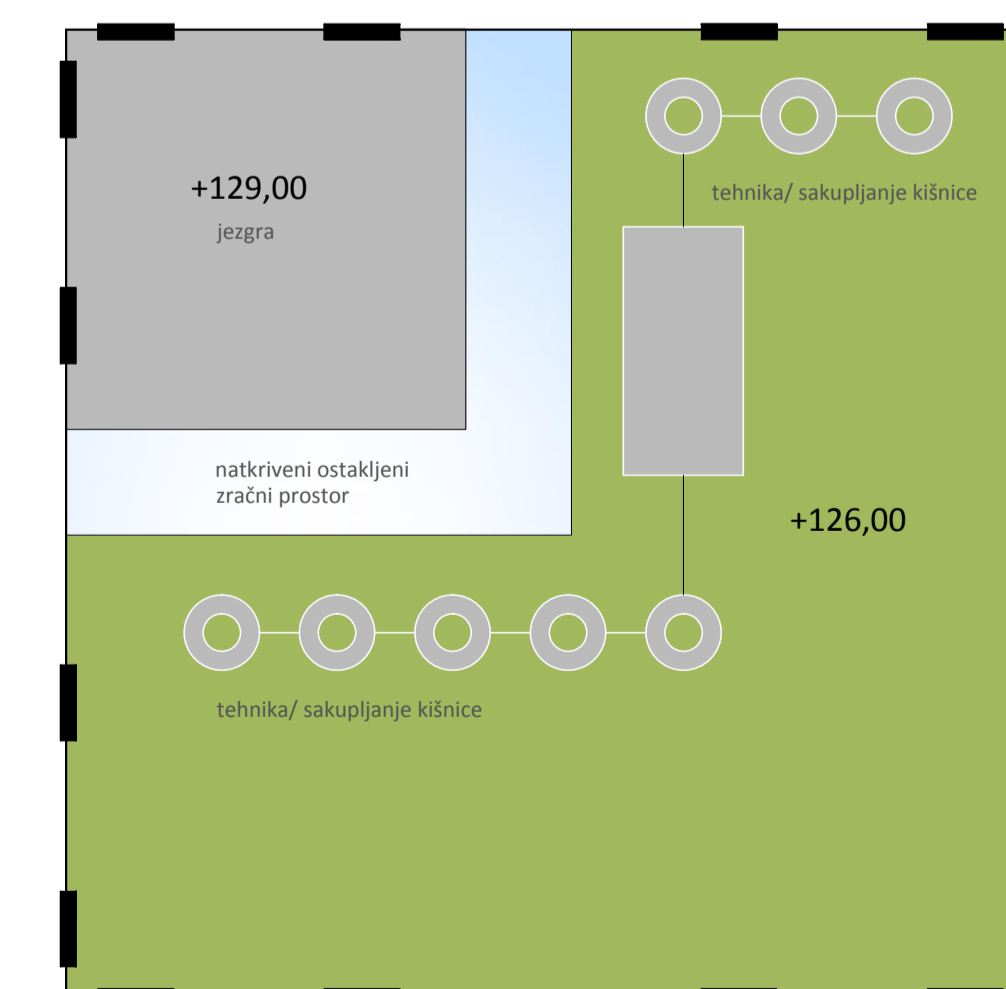 +129,00
jezgra
tehnika/ sakupljanje kišnice
natkriveni ostakljeni
zračni prostor
+126,00
tehnika/ sakupljanje kišnice